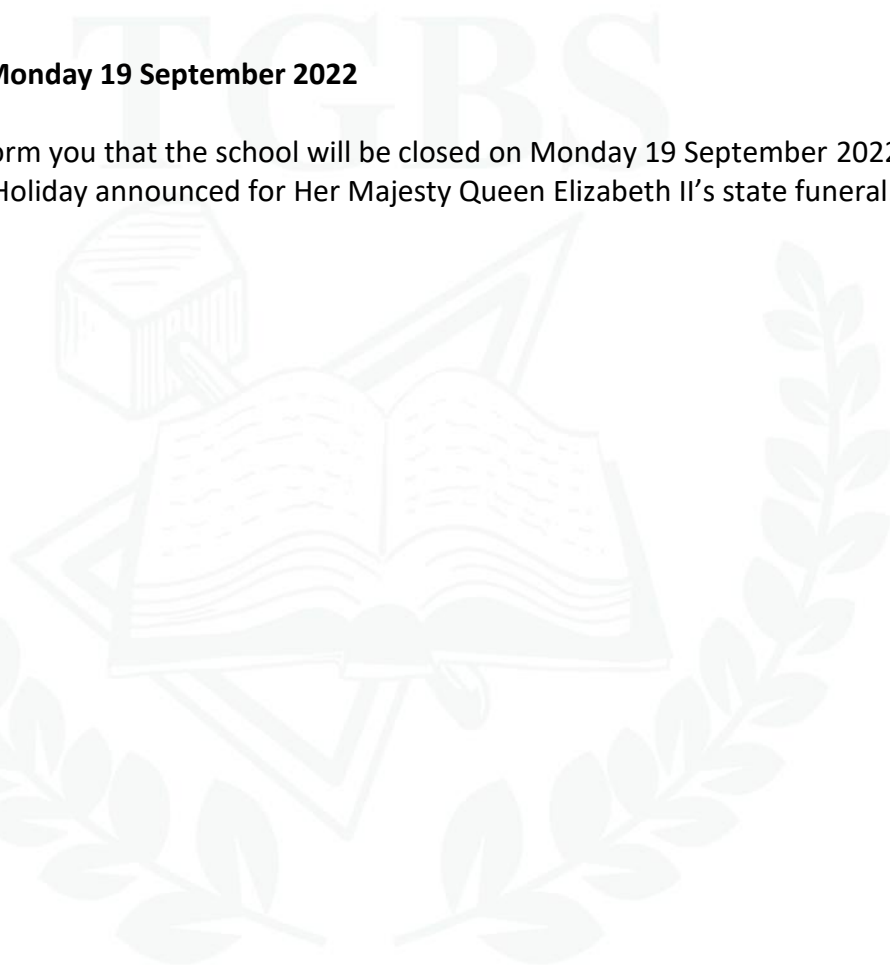 TGBS
Monday 19 September 2022
orm you that the school will be closed on Monday 19 September 2022
Holiday announced for Her Majesty Queen Elizabeth II’s state funeral